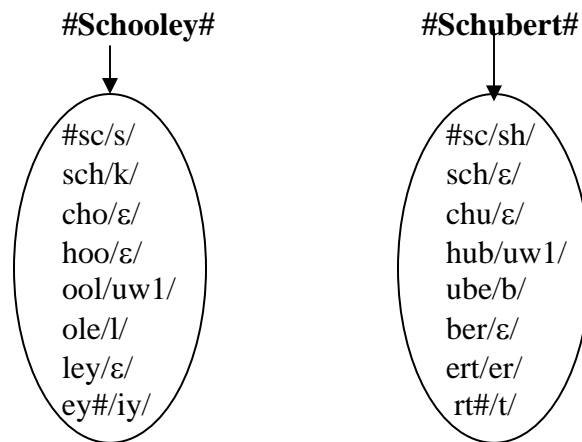 #Schooley#
#sc/s/
sch/k/
cho/ε/
hoo/ε/
ool/uw1/
ole/l/
ley/ε/
ey#/iy/
#Schubert#
#sc/sh/
sch/ε/
chu/ε/
hub/uw1/
ube/b/
ber/ε/
ert/er/
rt#/t/